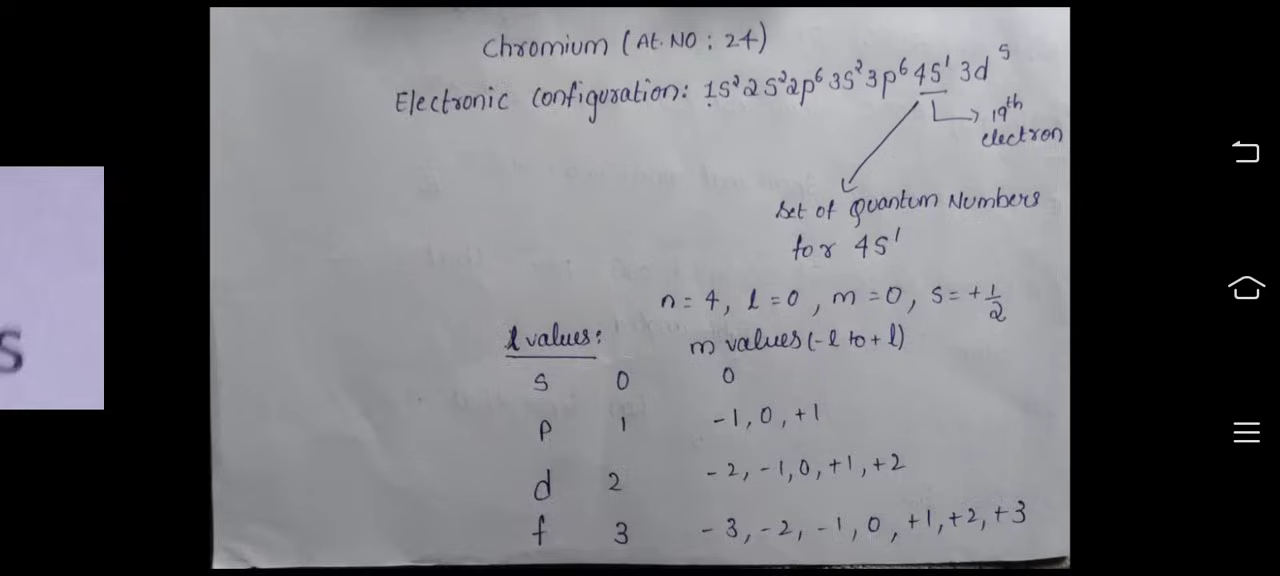 Chromium (At. NO : 24)
Electronic Configuration: 1s²2s²2p⁶3s²3p⁶4s¹3d⁵
19th
electron
Set of Quantum Numbers
for 4s¹
n = 4, l = 0, m = 0, s = +1/2
l values: m values (-l to + l)
s 0 0
p 1 -1, 0, +1
d 2 -2, -1, 0, +1, +2
f 3 -3, -2, -1, 0, +1, +2, +3
s